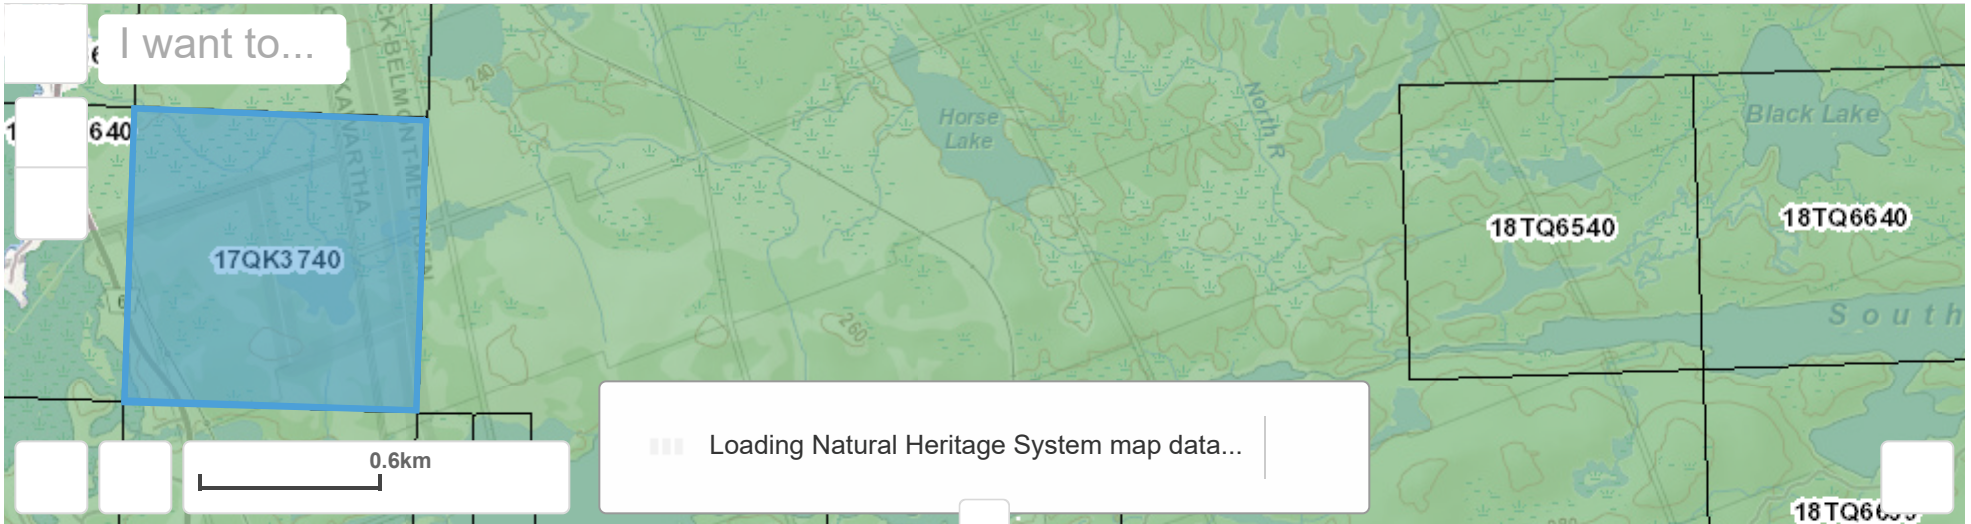 I want to...
640
KAWARTHA
240
Horse
Lake
North R
Black Lake
17QK3740
18TQ6540
18TQ6640
South
260
0.6km
Loading Natural Heritage System map data...